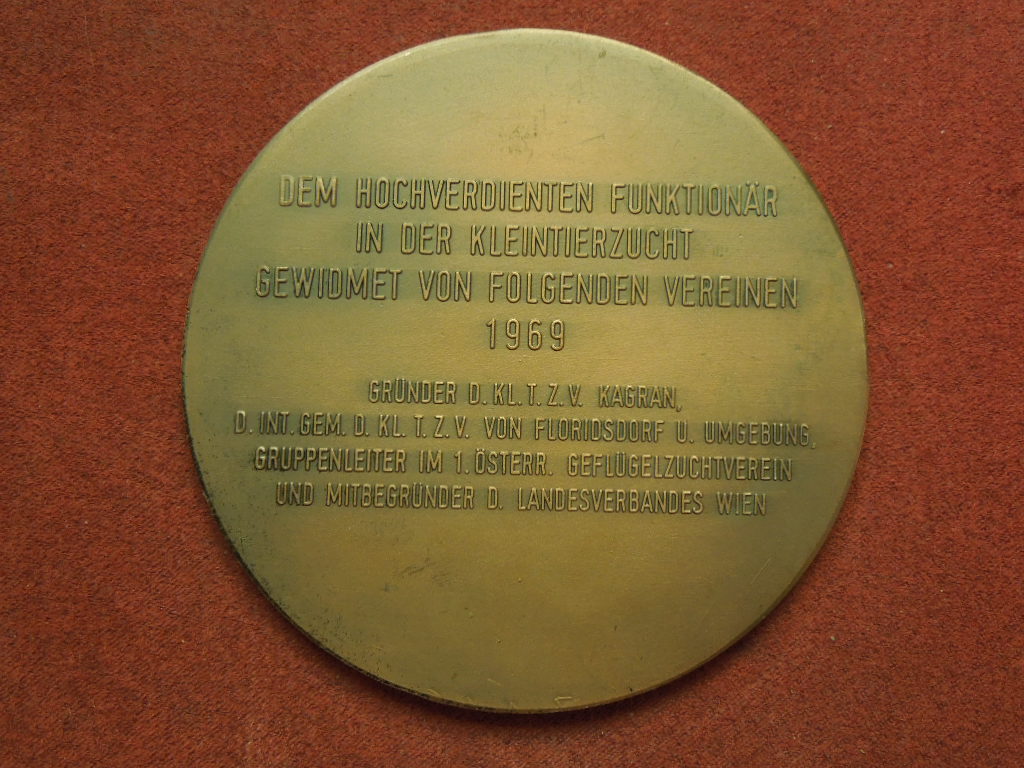 DEM HOCHVERDIENTEN FUNKTIONÄR
IN DER KLEINTIERZUCHT
GEWIDMET VON FOLGENDEN VEREINEN
1969
GRÜNDER D. KL. T. Z. V. KAGRAN,
D. INT. GEM. D. KL. T. Z. V. VON FLORIDSDORF U. UMGEBUNG,
GRUPPENLEITER IM 1. ÖSTERR. GEFLÜGELZUCHTVEREIN
UND MITBEGRÜNDER D. LANDESVERBANDES WIEN